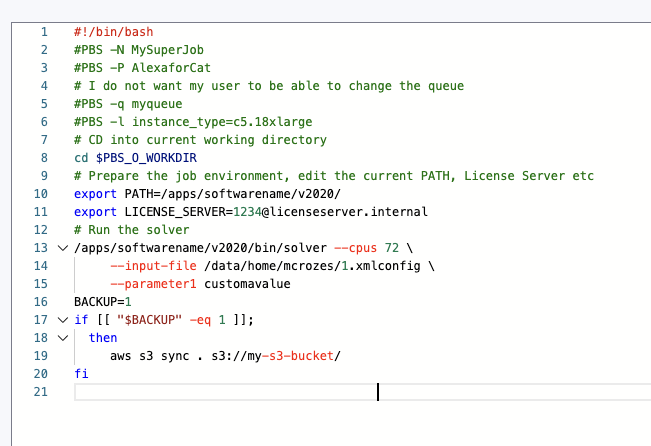 1 #!/bin/bash
2 #PBS -N MySuperJob
3 #PBS -P AlexaforCat
4 # I do not want my user to be able to change the queue
5 #PBS -q myqueue
6 #PBS -l instance_type=c5.18xlarge
7 # CD into current working directory
8 cd $PBS_O_WORKDIR
9 # Prepare the job environment, edit the current PATH, License Server etc
10 export PATH=/apps/softwarename/v2020/
11 export LICENSE_SERVER=1234@licenseserver.internal
12 # Run the solver
13 /apps/softwarename/v2020/bin/solver --cpus 72 \
14 --input-file /data/home/mcrozes/1.xmlconfig \
15 --parameter1 customavalue
16 BACKUP=1
17 if [[ "$BACKUP" -eq 1 ]];
18 then
19 aws s3 sync . s3://my-s3-bucket/
20 fi
21